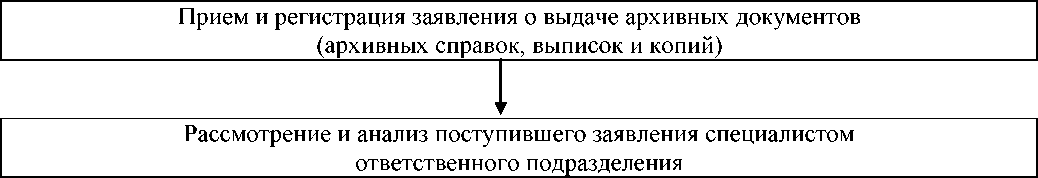 Прием и регистрация заявления о выдаче архивных документов
(архивных справок, выписок и копий)
Рассмотрение и анализ поступившего заявления специалистом
ответственного подразделения